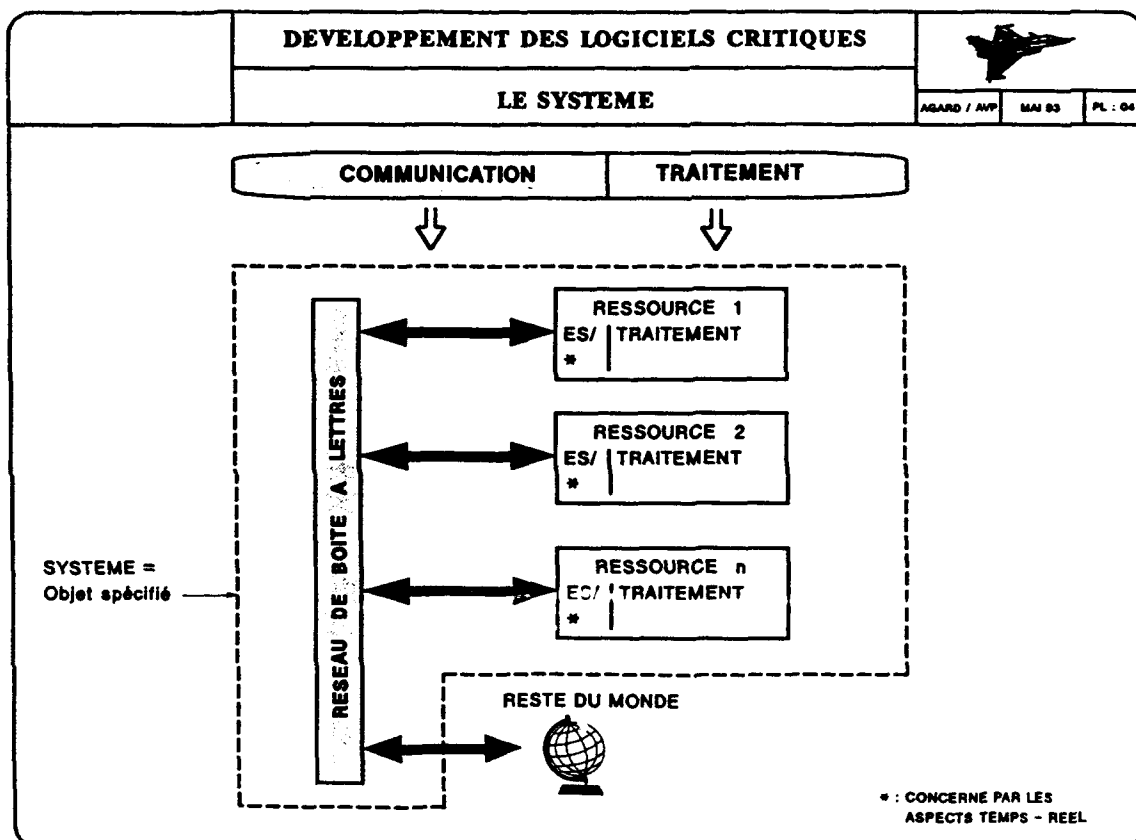 DEVELOPPEMENT DES LOGICIELS CRITIQUES
LE SYSTEME
AGARD / AVP MAI 93 PL : 04
COMMUNICATION TRAITEMENT
RESEAU DE BOITE A LETTRES
RESSOURCE 1
ES/ TRAITEMENT
*
RESSOURCE 2
ES/ TRAITEMENT
*
RESSOURCE n
ES/ TRAITEMENT
*
SYSTEME =
Objet spécifié
RESTE DU MONDE
* : CONCERNE PAR LES
ASPECTS TEMPS - REEL